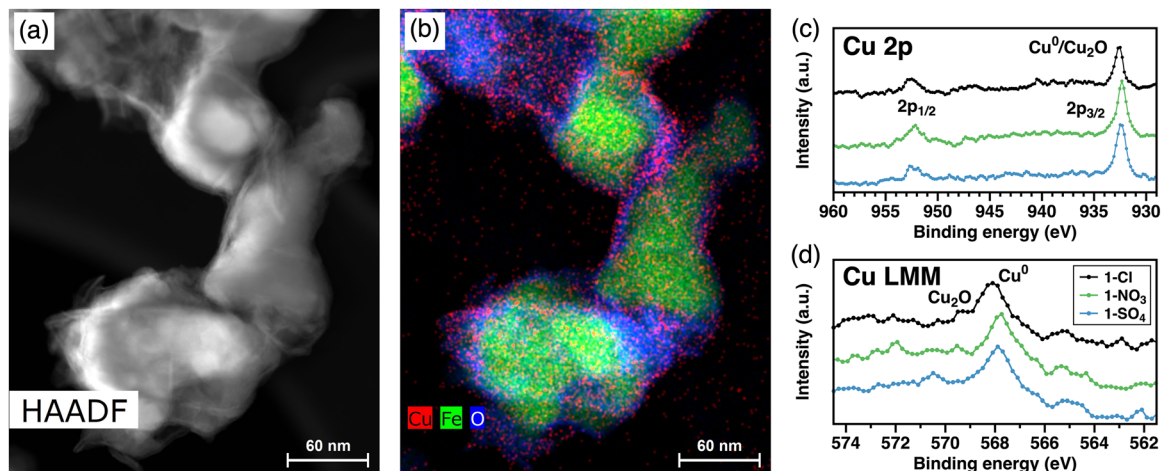 (a)
HAADF
60 nm
(b)
Cu Fe O
60 nm
(c)
Cu 2p
Cu⁰/Cu₂O
2p₁/₂
2p₃/₂
Intensity (a.u.)
960 955 950 945 940 935 930
Binding energy (eV)
(d)
Cu LMM
Cu⁰
Cu₂O
1-Cl
1-NO₃
1-SO₄
Intensity (a.u.)
574 572 570 568 566 564 562
Binding energy (eV)